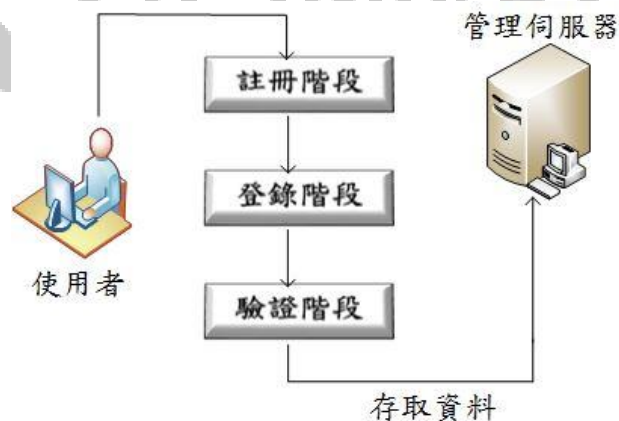 管理伺服器
註冊階段
登錄階段
使用者
驗證階段
存取資料